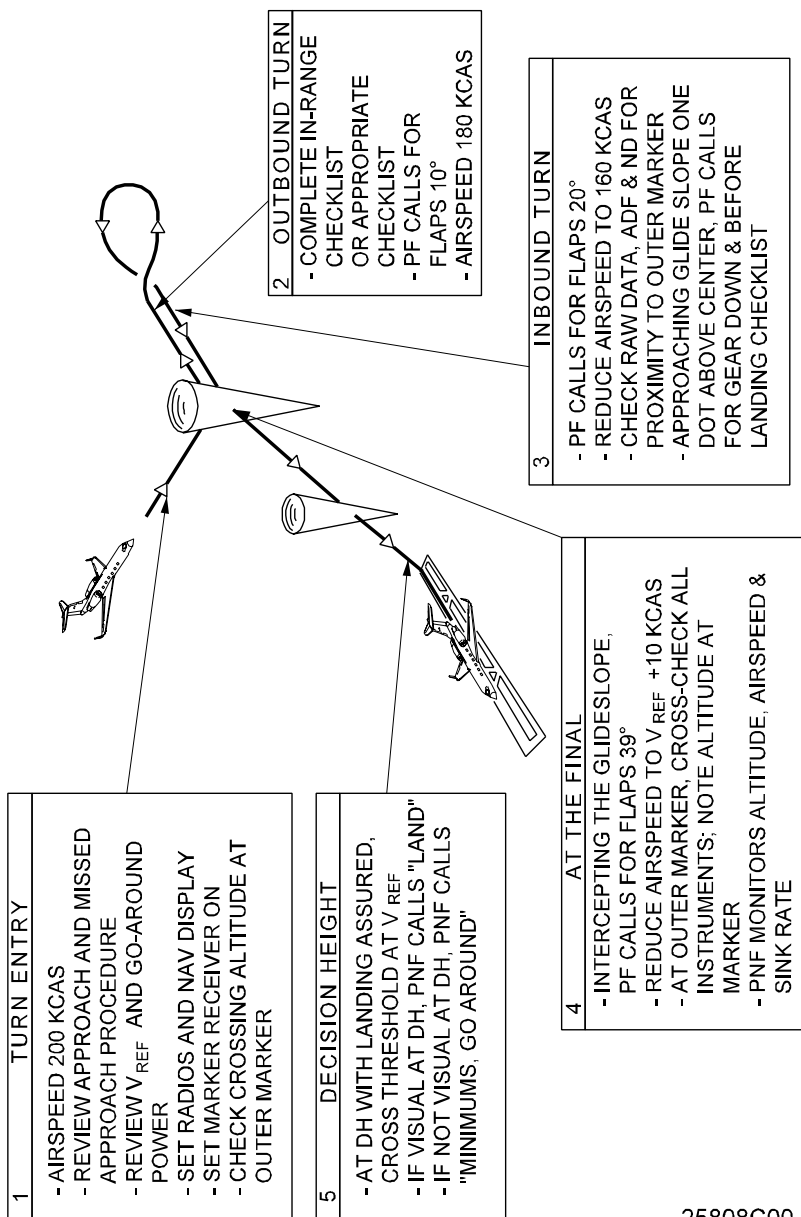 1 TURN ENTRY
- AIRSPEED 200 KCAS
- REVIEW APPROACH AND MISSED
APPROACH PROCEDURE
- REVIEW VREF AND GO-AROUND
POWER
- SET RADIOS AND NAV DISPLAY
- SET MARKER RECEIVER ON
- CHECK CROSSING ALTITUDE AT
OUTER MARKER
2 OUTBOUND TURN
- COMPLETE IN-RANGE
CHECKLIST
OR APPROPRIATE
CHECKLIST
- PF CALLS FOR
FLAPS 10°
- AIRSPEED 180 KCAS
3 INBOUND TURN
- PF CALLS FOR FLAPS 20°
- REDUCE AIRSPEED TO 160 KCAS
- CHECK RAW DATA, ADF & ND FOR
PROXIMITY TO OUTER MARKER
- APPROACHING GLIDE SLOPE ONE
DOT ABOVE CENTER, PF CALLS
FOR GEAR DOWN & BEFORE
LANDING CHECKLIST
4 AT THE FINAL
- INTERCEPTING THE GLIDESLOPE,
PF CALLS FOR FLAPS 39°
- REDUCE AIRSPEED TO VREF +10 KCAS
- AT OUTER MARKER, CROSS-CHECK ALL
INSTRUMENTS; NOTE ALTITUDE AT
MARKER
- PNF MONITORS ALTITUDE, AIRSPEED &
SINK RATE
5 DECISION HEIGHT
- AT DH WITH LANDING ASSURED,
CROSS THRESHOLD AT VREF
- IF VISUAL AT DH, PNF CALLS "LAND"
- IF NOT VISUAL AT DH, PNF CALLS
"MINIMUMS, GO AROUND"
25808C00